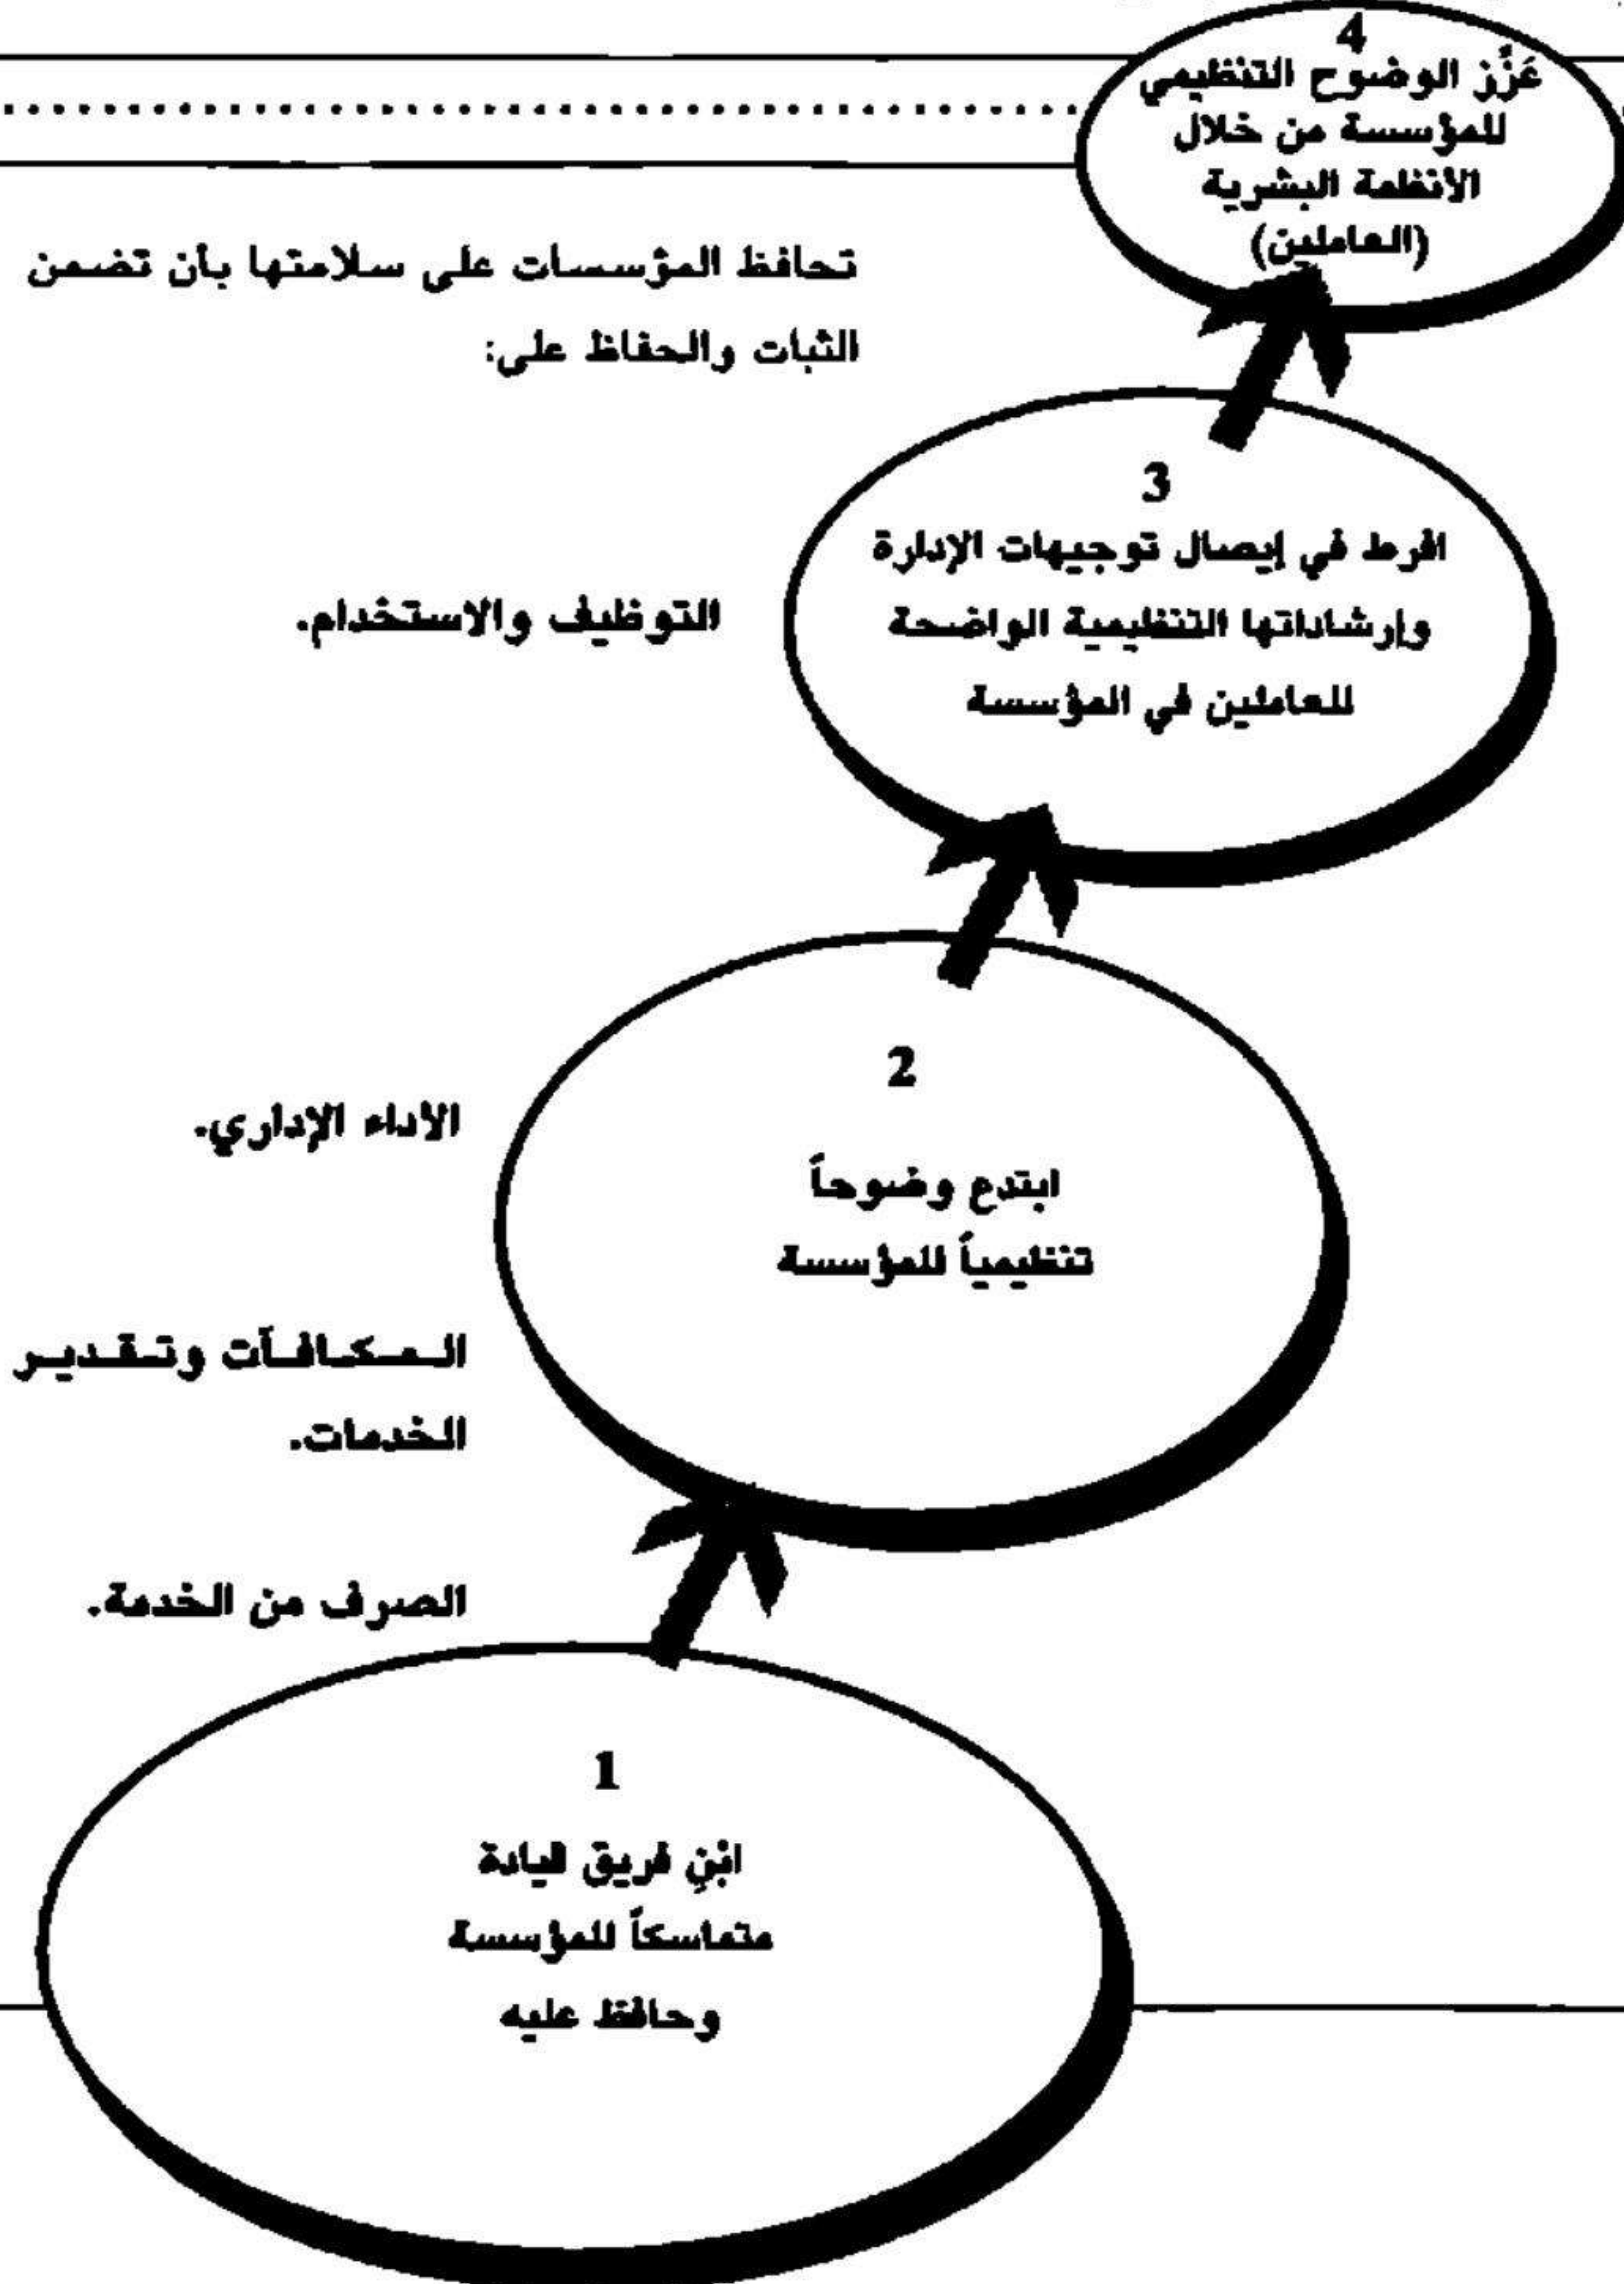 4
عَزِّز الوضوح التنظيمي
للمؤسسة من خلال
الأنظمة البشرية
(العاملين)
تحافظ المؤسسات على سلامتها بأن تضمن
الثبات والحفاظ على:
3
افرط في إيصال توجيهات الإدارة
وإرشاداتها التنظيمية الواضحة
للعاملين في المؤسسة
التوظيف والاستخدام.
2
ابتدع وضوحاً
تنظيمياً للمؤسسة
الأداء الإداري.
المكافآت وتقدير
الخدمات.
الصرف من الخدمة.
1
ابْنِ فريق قيادة
متماسكاً للمؤسسة
وحافظ عليه